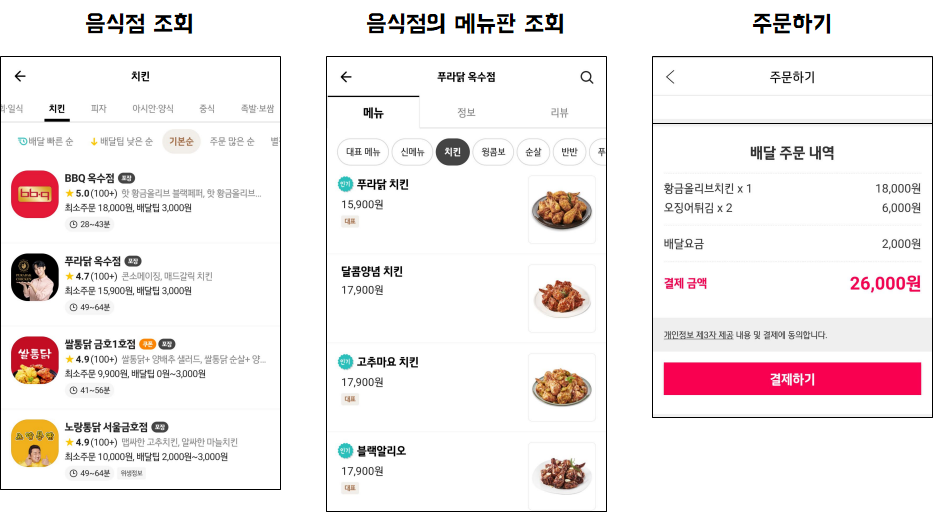 음식점 조회
치킨
회·일식 치킨 피자 아시안·양식 중식 족발·보쌈
배달 빠른 순 배달팁 낮은 순 기본순 주문 많은 순 별
bb·q
BBQ 옥수점 포장
5.0(100+) 핫 황금올리브 블랙페퍼, 핫 황금올리브...
최소주문 18,000원, 배달팁 3,000원
28~43분
푸라닭 옥수점 포장
4.7(100+) 콘소메이징, 매드갈릭 치킨
최소주문 15,900원, 배달팁 3,000원
49~64분
쌀통닭
쌀통닭 금호1호점 쿠폰 포장
4.9(100+) 쌀통닭+ 양배추 샐러드, 쌀통닭 순살+ 양...
최소주문 9,900원, 배달팁 0원~3,000원
41~56분
노랑통닭
노랑통닭 서울금호점 포장
4.9(100+) 맵싸한 고추치킨, 알싸한 마늘치킨
최소주문 10,000원, 배달팁 2,000원~3,000원
49~64분 위생정보
음식점의 메뉴판 조회
푸라닭 옥수점
메뉴 정보 리뷰
대표 메뉴 신메뉴 치킨 윙콤보 순살 반반 푸
인기 푸라닭 치킨
15,900원
대표
달콤양념 치킨
17,900원
인기 고추마요 치킨
17,900원
대표
인기 블랙알리오
17,900원
대표
주문하기
주문하기
배달 주문 내역
황금올리브치킨 x 1 18,000원
오징어튀김 x 2 6,000원
배달요금 2,000원
결제 금액 26,000원
개인정보 제3자 제공 내용 및 결제에 동의합니다.
결제하기